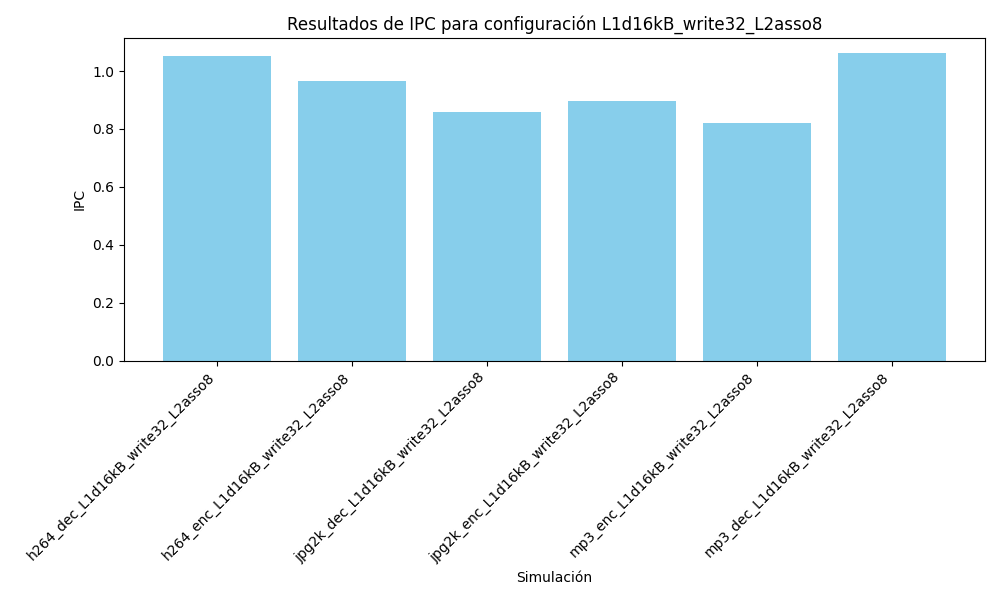 Resultados de IPC para configuración L1d16kB_write32_L2asso8
IPC
1.0
0.8
0.6
0.4
0.2
0.0
h264_dec_L1d16kB_write32_L2asso8
h264_enc_L1d16kB_write32_L2asso8
jpg2k_dec_L1d16kB_write32_L2asso8
jpg2k_enc_L1d16kB_write32_L2asso8
mp3_enc_L1d16kB_write32_L2asso8
mp3_dec_L1d16kB_write32_L2asso8
Simulación